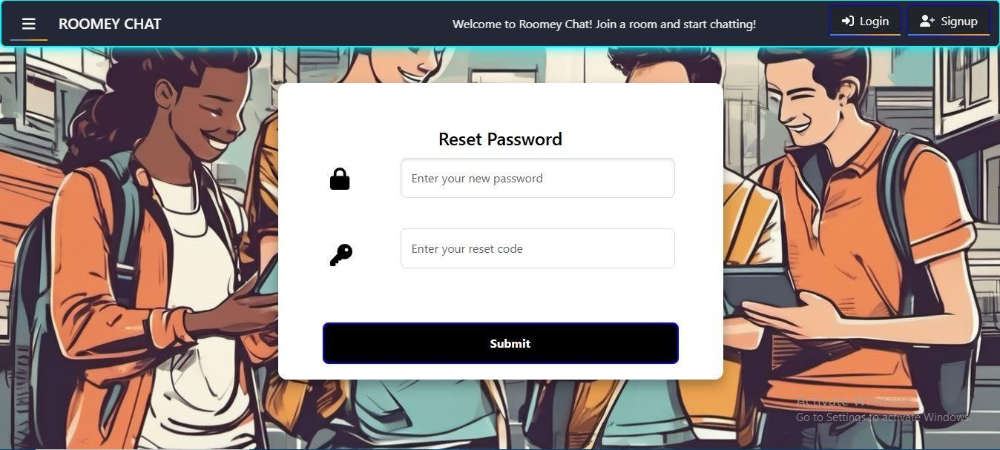 ROOMEY CHAT
Welcome to Roomey Chat! Join a room and start chatting!
Login
Signup
Reset Password
Enter your new password
Enter your reset code
Submit
Activate Windows
Go to Settings to activate Windows.